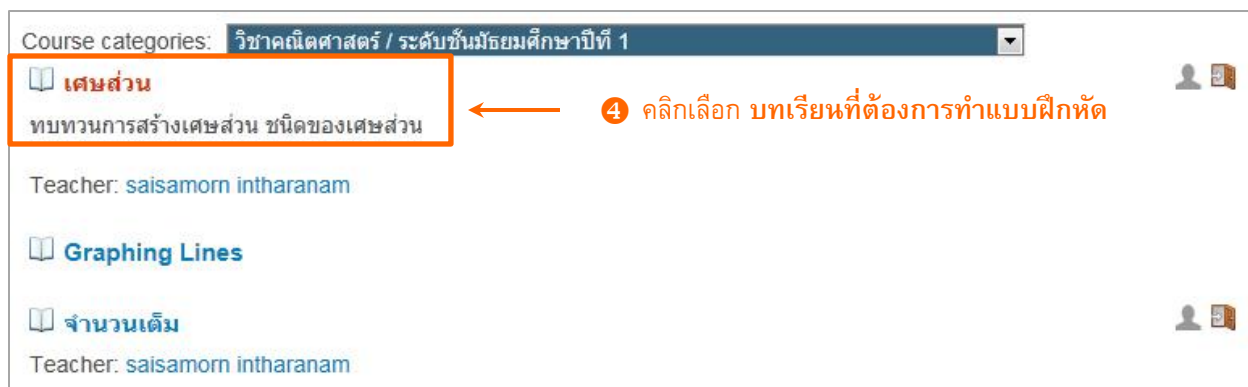 Course categories: วิชาคณิตศาสตร์ / ระดับชั้นมัธยมศึกษาปีที่ 1
เศษส่วน
ทบทวนการสร้างเศษส่วน ชนิดของเศษส่วน
4 คลิกเลือก บทเรียนที่ต้องการทำแบบฝึกหัด
Teacher: saisamorn intharanam
Graphing Lines
จำนวนเต็ม
Teacher: saisamorn intharanam